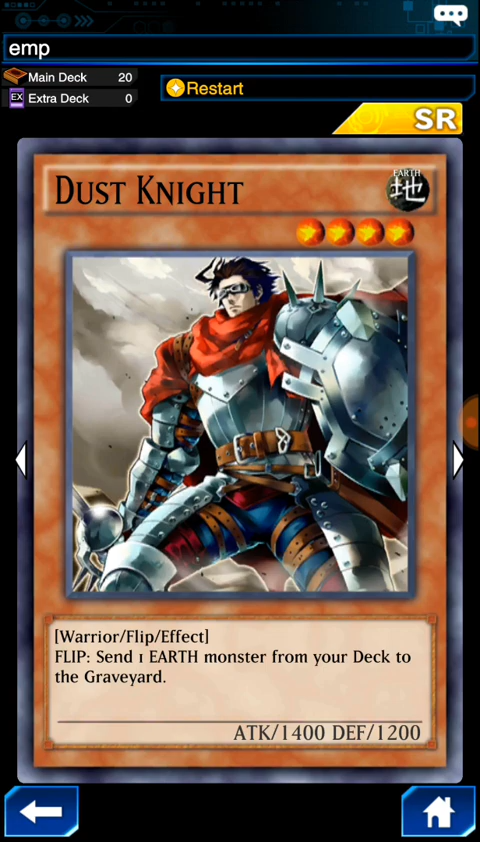 emp
Main Deck 20
EX Extra Deck 0
Restart
SR
DUST KNIGHT
EARTH
地
[Warrior/Flip/Effect]
FLIP: Send 1 EARTH monster from your Deck to
the Graveyard.
ATK/1400 DEF/1200